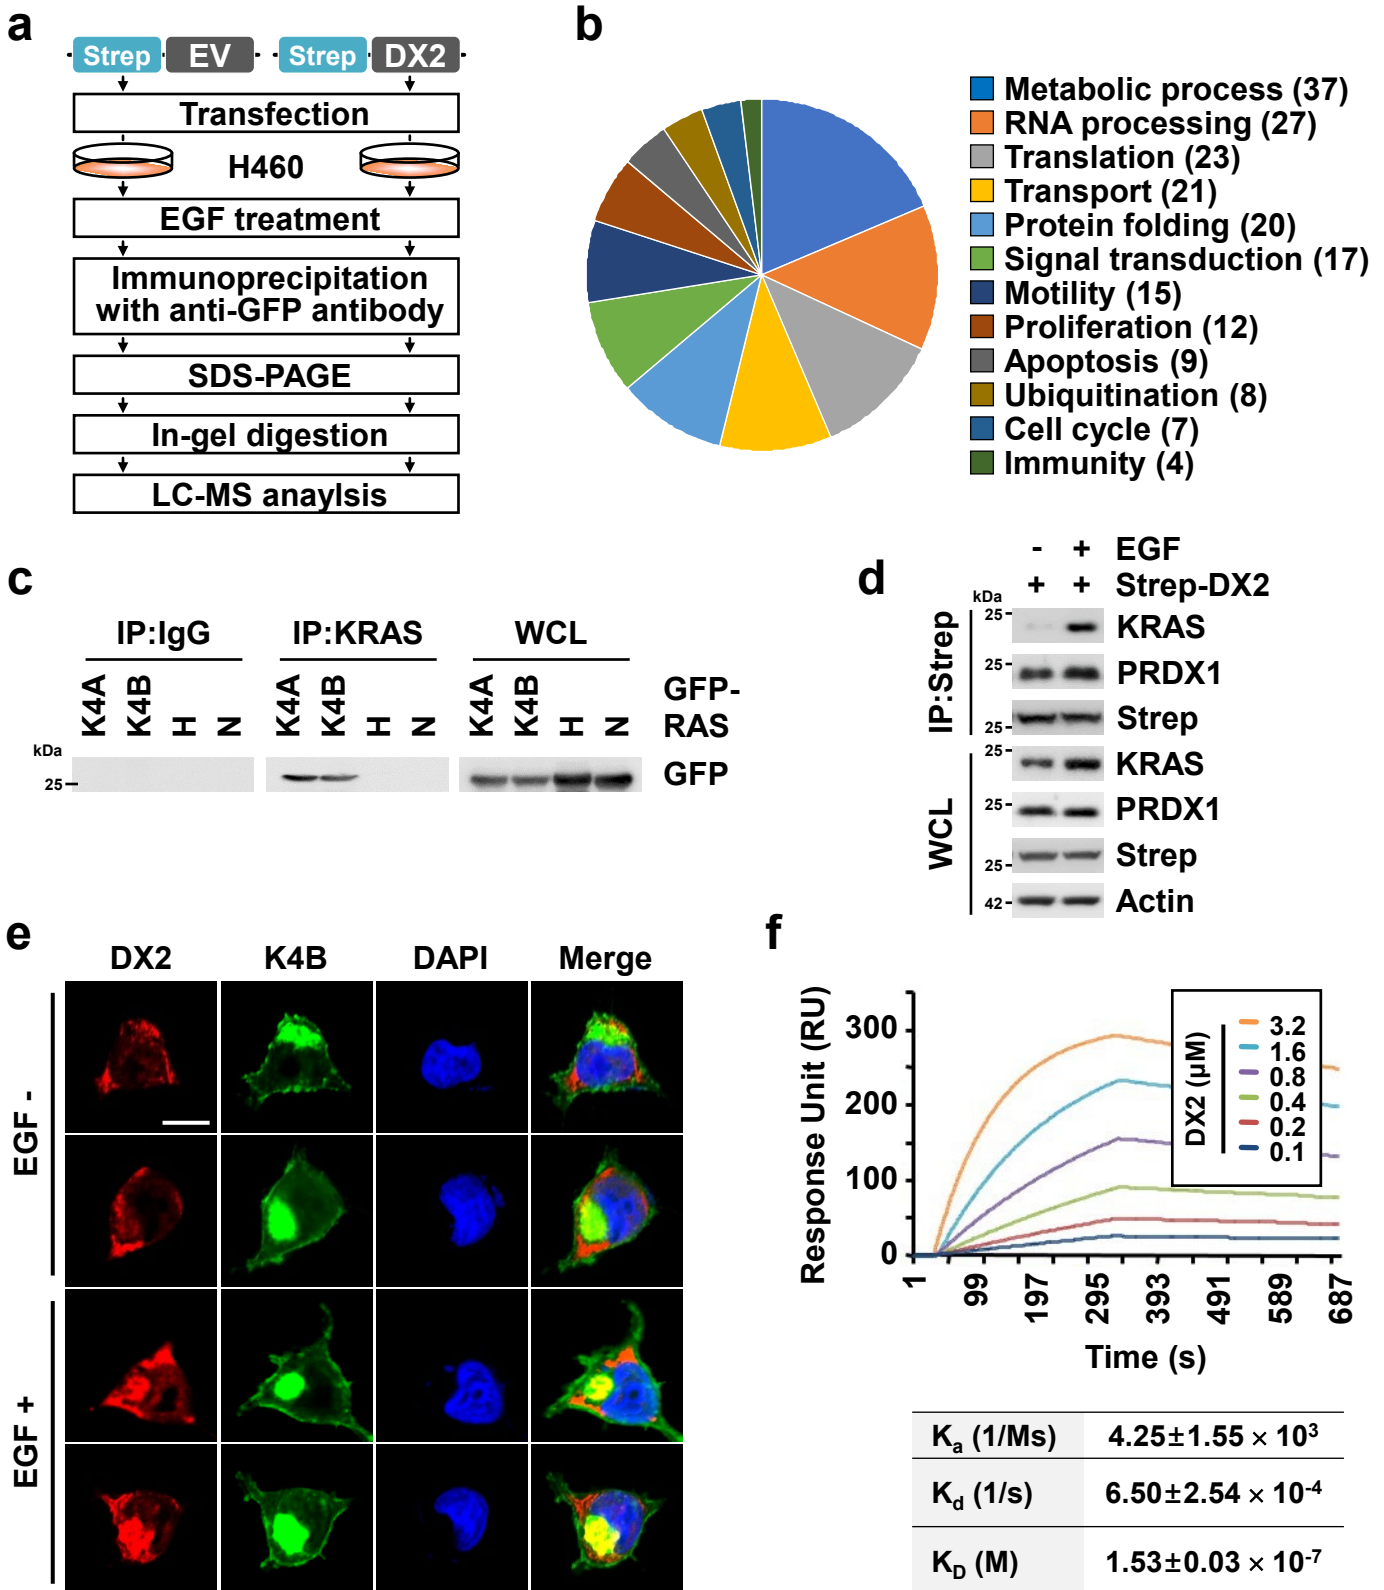 a
Strep EV Strep DX2
Transfection
H460
EGF treatment
Immunoprecipitation
with anti-GFP antibody
SDS-PAGE
In-gel digestion
LC-MS anaylsis
b
Metabolic process (37)
RNA processing (27)
Translation (23)
Transport (21)
Protein folding (20)
Signal transduction (17)
Motility (15)
Proliferation (12)
Apoptosis (9)
Ubiquitination (8)
Cell cycle (7)
Immunity (4)
c
IP:IgG IP:KRAS WCL
K4A K4B H N K4A K4B H N K4A K4B H N
GFP-
RAS
kDa
25
GFP
d
- + EGF
+ + Strep-DX2
kDa
IP:Strep
25 KRAS
25 PRDX1
25 Strep
WCL
25 KRAS
25 PRDX1
25 Strep
42 Actin
e
DX2 K4B DAPI Merge
EGF -
EGF +
f
Response Unit (RU)
300
200
100
0
1 99 197 295 393 491 589 687
Time (s)
DX2 (µM)
3.2
1.6
0.8
0.4
0.2
0.1
Ka (1/Ms) 4.25±1.55 × 10³
Kd (1/s) 6.50±2.54 × 10⁻⁴
KD (M) 1.53±0.03 × 10⁻⁷